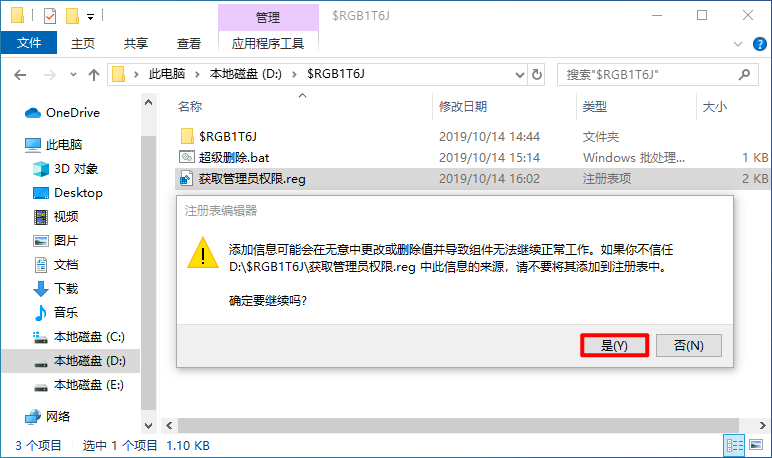 管理
$RGB1T6J
文件
主页
共享
查看
应用程序工具
此电脑
本地磁盘 (D:)
$RGB1T6J
搜索"$RGB1T6J"
名称
修改日期
类型
大小
$RGB1T6J
2019/10/14 14:44
文件夹
超级删除.bat
2019/10/14 15:14
Windows 批处理...
1 KB
获取管理员权限.reg
2019/10/14 16:02
注册表项
2 KB
OneDrive
此电脑
3D 对象
Desktop
视频
图片
文档
下载
音乐
本地磁盘 (C:)
本地磁盘 (D:)
本地磁盘 (E:)
网络
注册表编辑器
添加信息可能会在无意中更改或删除值并导致组件无法继续正常工作。如果你不信任
D:\$RGB1T6J\获取管理员权限.reg 中此信息的来源，请不要将其添加到注册表中。
确定要继续吗?
是(Y)
否(N)
3 个项目
选中 1 个项目
1.10 KB